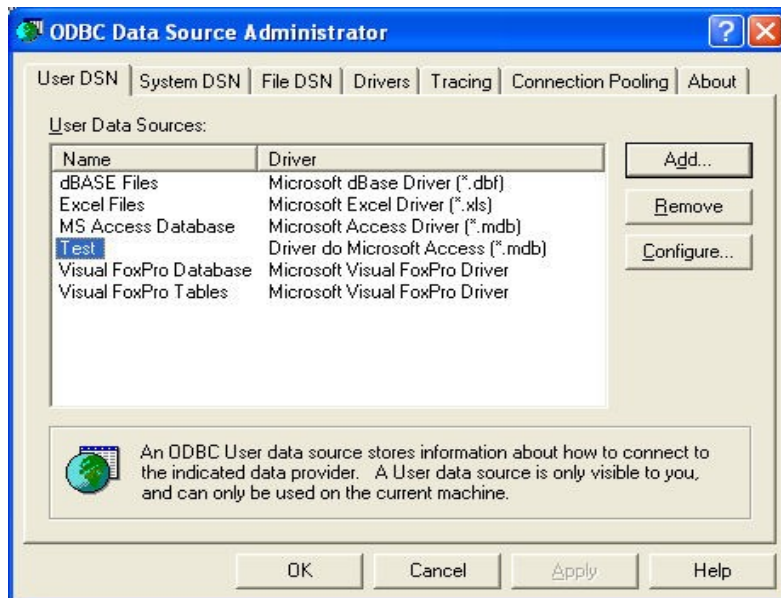 ODBC Data Source Administrator
User DSN System DSN File DSN Drivers Tracing Connection Pooling About
User Data Sources:
Name Driver
dBASE Files Microsoft dBase Driver (*.dbf)
Excel Files Microsoft Excel Driver (*.xls)
MS Access Database Microsoft Access Driver (*.mdb)
Test Driver do Microsoft Access (*.mdb)
Visual FoxPro Database Microsoft Visual FoxPro Driver
Visual FoxPro Tables Microsoft Visual FoxPro Driver
Add...
Remove
Configure...
An ODBC User data source stores information about how to connect to
the indicated data provider. A User data source is only visible to you,
and can only be used on the current machine.
OK Cancel Apply Help